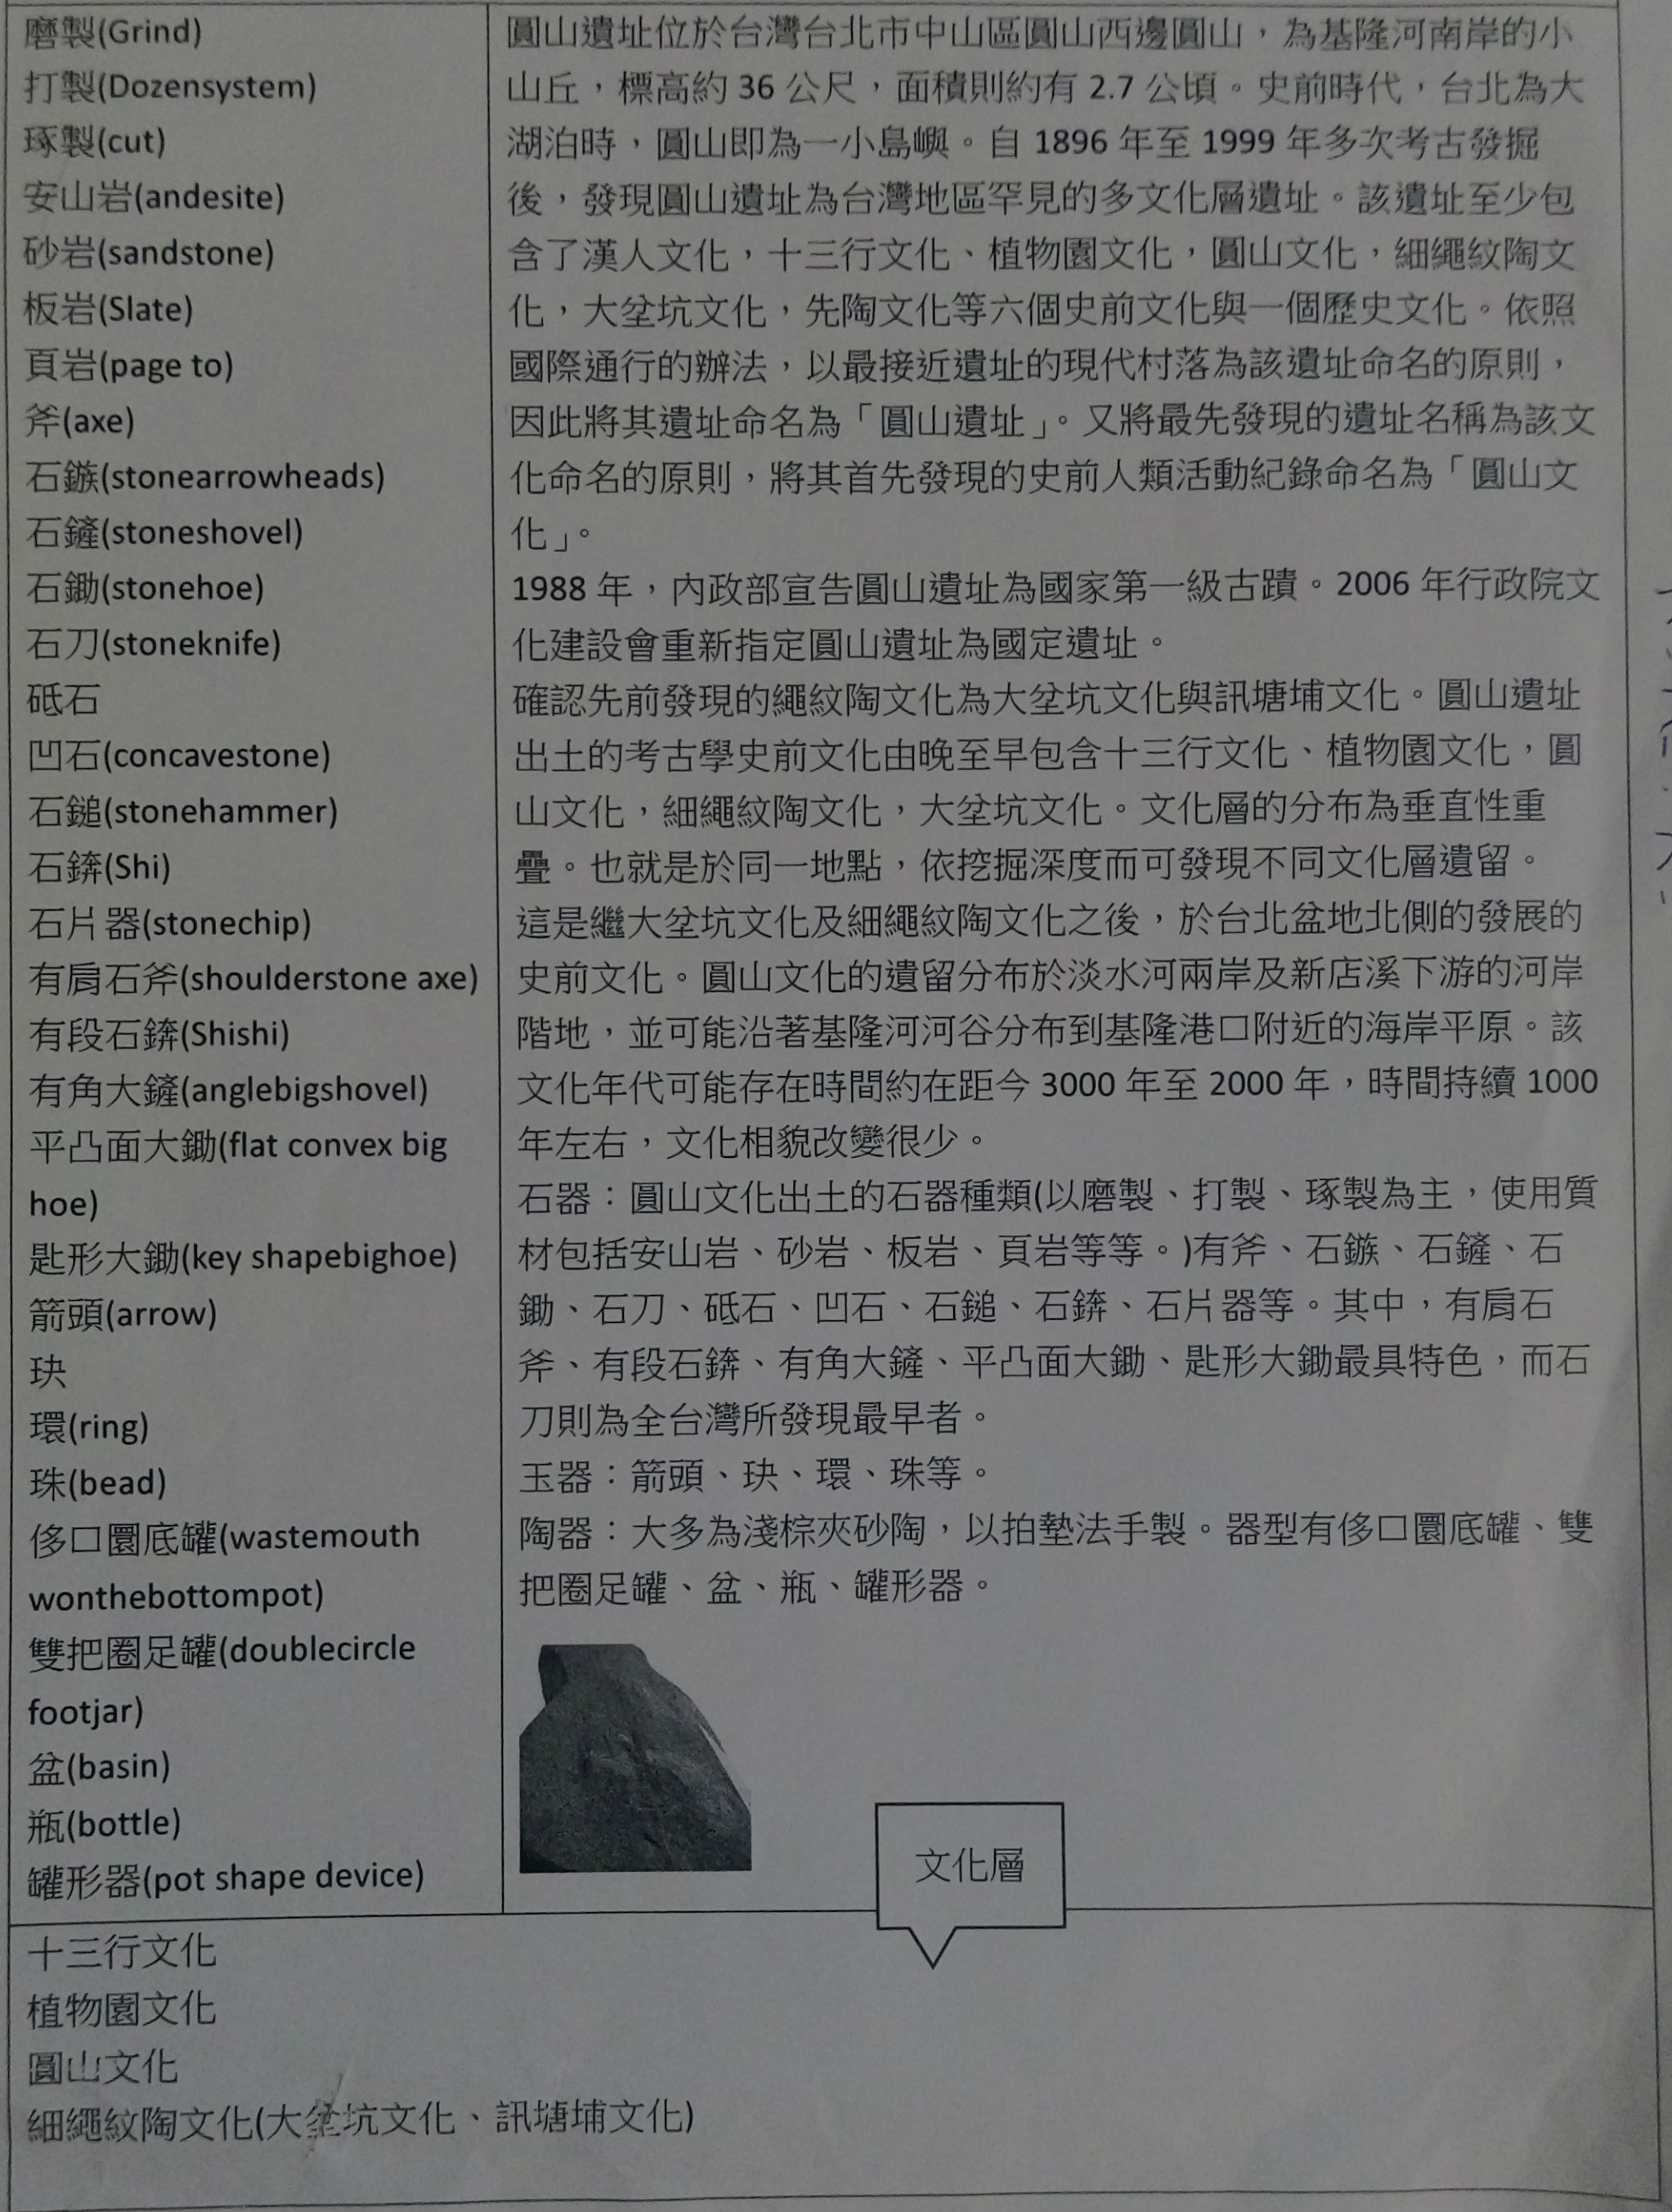 磨製(Grind)
打製(Dozensystem)
琢製(cut)
安山岩(andesite)
砂岩(sandstone)
板岩(Slate)
頁岩(page to)
斧(axe)
石鏃(stonearrowheads)
石鏟(stoneshovel)
石鋤(stonehoe)
石刀(stoneknife)
砥石
凹石(concavestone)
石鎚(stonehammer)
石錛(Shi)
石片器(stonechip)
有肩石斧(shoulderstone axe)
有段石錛(Shishi)
有角大鏟(anglebigshovel)
平凸面大鋤(flat convex big
hoe)
匙形大鋤(key shapebighoe)
箭頭(arrow)
玦
環(ring)
珠(bead)
侈口圜底罐(wastemouth
wonthebottompot)
雙把圈足罐(doublecircle
footjar)
盆(basin)
瓶(bottle)
罐形器(pot shape device)
圓山遺址位於台灣台北市中山區圓山西邊圓山，為基隆河南岸的小
山丘，標高約 36 公尺，面積則約有 2.7 公頃。史前時代，台北為大
湖泊時，圓山即為一小島嶼。自 1896 年至 1999 年多次考古發掘
後，發現圓山遺址為台灣地區罕見的多文化層遺址。該遺址至少包
含了漢人文化，十三行文化、植物園文化，圓山文化，細繩紋陶文
化，大坌坑文化，先陶文化等六個史前文化與一個歷史文化。依照
國際通行的辦法，以最接近遺址的現代村落為該遺址命名的原則，
因此將其遺址命名為「圓山遺址」。又將最先發現的遺址名稱為該文
化命名的原則，將其首先發現的史前人類活動紀錄命名為「圓山文
化」。
1988 年，內政部宣告圓山遺址為國家第一級古蹟。2006 年行政院文
化建設會重新指定圓山遺址為國定遺址。
確認先前發現的繩紋陶文化為大坌坑文化與訊塘埔文化。圓山遺址
出土的考古學史前文化由晚至早包含十三行文化、植物園文化，圓
山文化，細繩紋陶文化，大坌坑文化。文化層的分布為垂直性重
疊。也就是於同一地點，依挖掘深度而可發現不同文化層遺留。
這是繼大坌坑文化及細繩紋陶文化之後，於台北盆地北側的發展的
史前文化。圓山文化的遺留分布於淡水河兩岸及新店溪下游的河岸
階地，並可能沿著基隆河河谷分布到基隆港口附近的海岸平原。該
文化年代可能存在時間約在距今 3000 年至 2000 年，時間持續 1000
年左右，文化相貌改變很少。
石器：圓山文化出土的石器種類(以磨製、打製、琢製為主，使用質
材包括安山岩、砂岩、板岩、頁岩等等。)有斧、石鏃、石鏟、石
鋤、石刀、砥石、凹石、石鎚、石錛、石片器等。其中，有肩石
斧、有段石錛、有角大鏟、平凸面大鋤、匙形大鋤最具特色，而石
刀則為全台灣所發現最早者。
玉器：箭頭、玦、環、珠等。
陶器：大多為淺棕夾砂陶，以拍墊法手製。器型有侈口圜底罐、雙
把圈足罐、盆、瓶、罐形器。
文化層
十三行文化
植物園文化
圓山文化
細繩紋陶文化(大坌坑文化、訊塘埔文化)